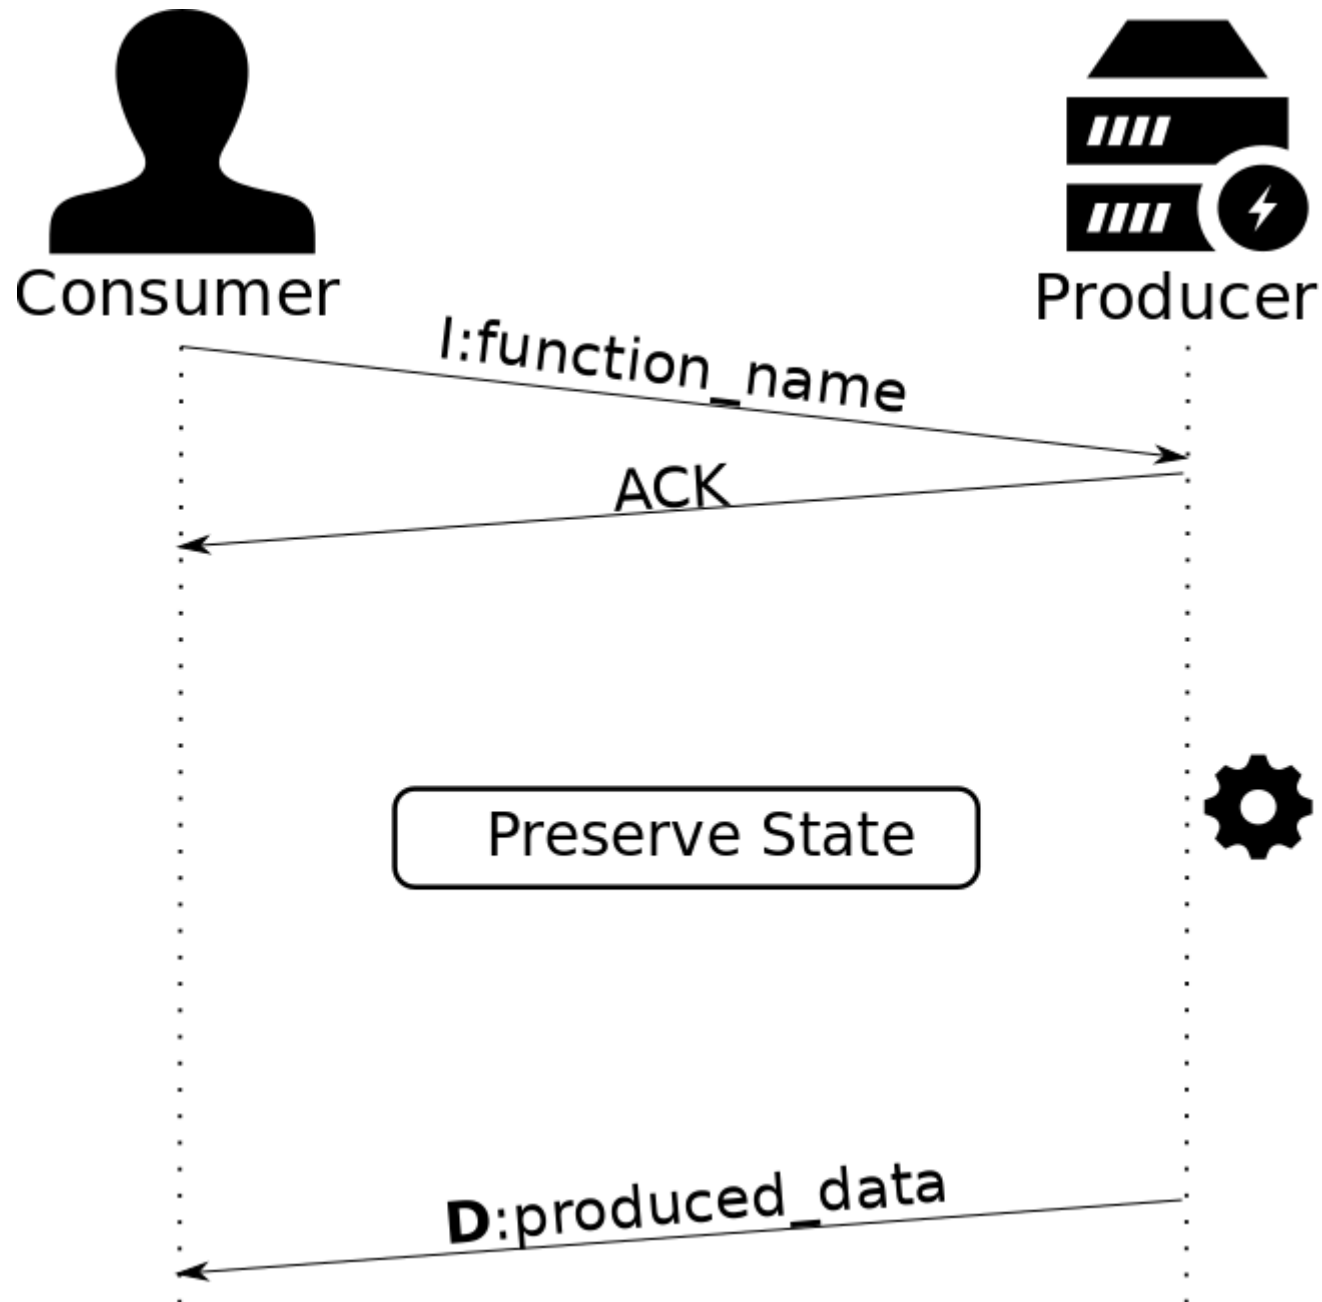 Consumer
Producer
I:function_name
ACK
Preserve State
D:produced_data